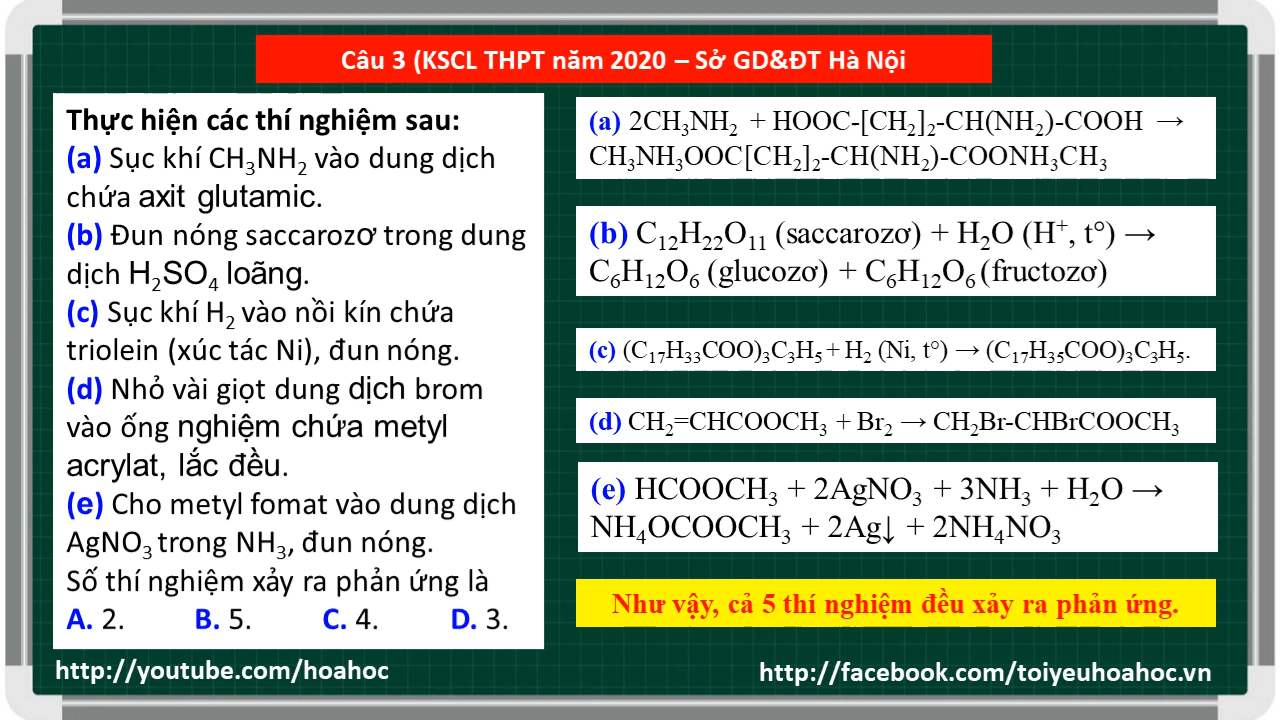 Câu 3 (KSCL THPT năm 2020 – Sở GD&ĐT Hà Nội
Thực hiện các thí nghiệm sau:
(a) Sục khí CH₃NH₂ vào dung dịch
chứa axit glutamic.
(b) Đun nóng saccarozơ trong dung
dịch H₂SO₄ loãng.
(c) Sục khí H₂ vào nồi kín chứa
triolein (xúc tác Ni), đun nóng.
(d) Nhỏ vài giọt dung dịch brom
vào ống nghiệm chứa metyl
acrylat, lắc đều.
(e) Cho metyl fomat vào dung dịch
AgNO₃ trong NH₃, đun nóng.
Số thí nghiệm xảy ra phản ứng là
A. 2. B. 5. C. 4. D. 3.
(a) 2CH₃NH₂ + HOOC-[CH₂]₂-CH(NH₂)-COOH →
CH₃NH₃OOC[CH₂]₂-CH(NH₂)-COONH₃CH₃
(b) C₁₂H₂₂O₁₁ (saccarozơ) + H₂O (H⁺, t°) →
C₆H₁₂O₆ (glucozơ) + C₆H₁₂O₆ (fructozơ)
(c) (C₁₇H₃₃COO)₃C₃H₅ + H₂ (Ni, t°) → (C₁₇H₃₅COO)₃C₃H₅.
(d) CH₂=CHCOOCH₃ + Br₂ → CH₂Br-CHBrCOOCH₃
(e) HCOOCH₃ + 2AgNO₃ + 3NH₃ + H₂O →
NH₄OCOOCH₃ + 2Ag↓ + 2NH₄NO₃
Như vậy, cả 5 thí nghiệm đều xảy ra phản ứng.
http://youtube.com/hoahoc
http://facebook.com/toiyeuhoahoc.vn